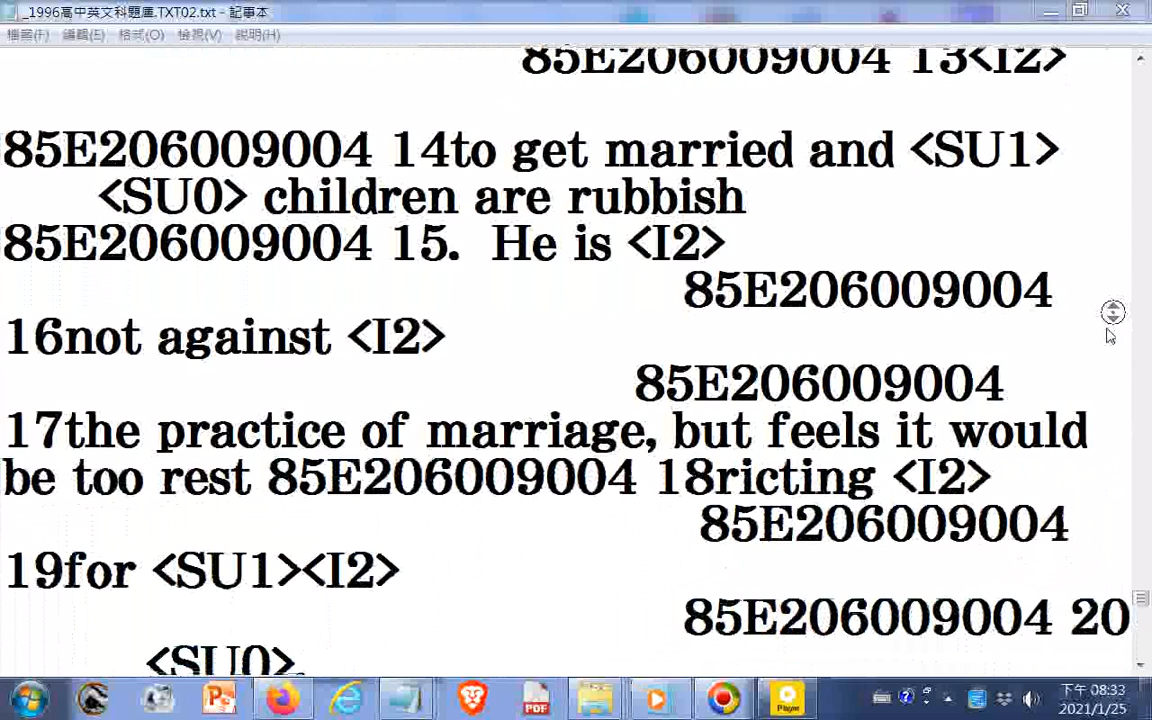 _1996高中英文科題庫.TXT02.txt - 記事本
檔案(F) 編輯(E) 格式(O) 檢視(V) 說明(H)
85E206009004 13<I2>
85E206009004 14to get married and <SU1>
<SU0> children are rubbish
85E206009004 15.  He is <I2>
85E206009004
16not against <I2>
85E206009004
17the practice of marriage, but feels it would
be too rest 85E206009004 18ricting <I2>
85E206009004
19for <SU1><I2>
85E206009004 20
<SU0>.
PDF
Player
下午 08:33
2021/1/25